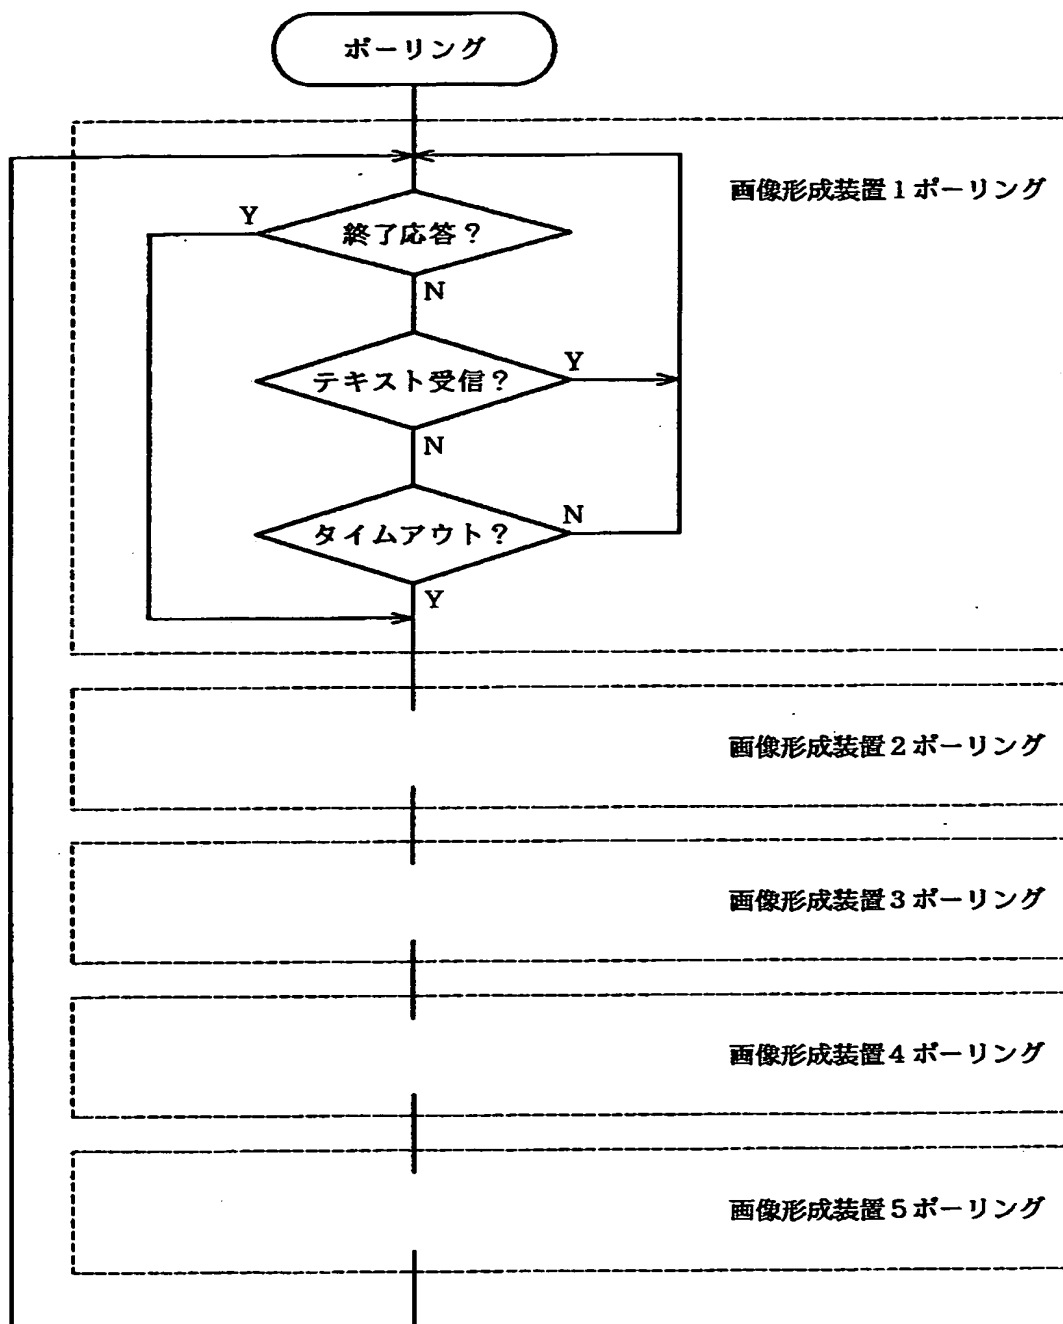 ポーリング
画像形成装置1ポーリング
Y
終了応答?
N
Y
テキスト受信?
N
N
タイムアウト?
Y
画像形成装置2ポーリング
画像形成装置3ポーリング
画像形成装置4ポーリング
画像形成装置5ポーリング